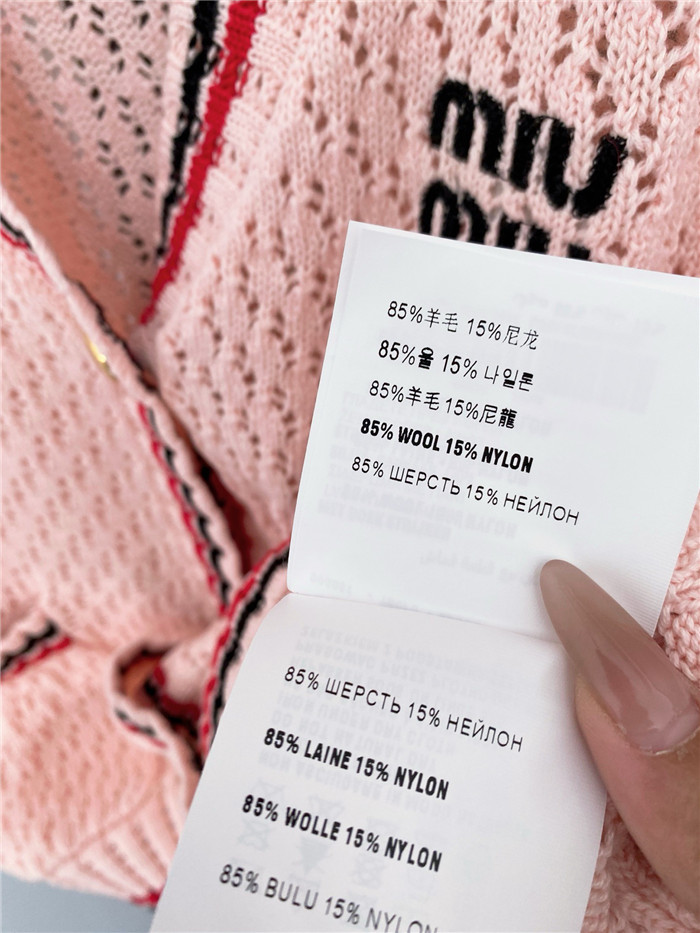 miu
miu
85%羊毛 15%尼龙
85%울 15% 나일론
85%羊毛 15%尼龍
85% WOOL 15% NYLON
85% ШЕРСТЬ 15% НЕЙЛОН
85% ШЕРСТЬ 15% НЕЙЛОН
85% LAINE 15% NYLON
85% WOLLE 15% NYLON
85% BULU 15% NYLON